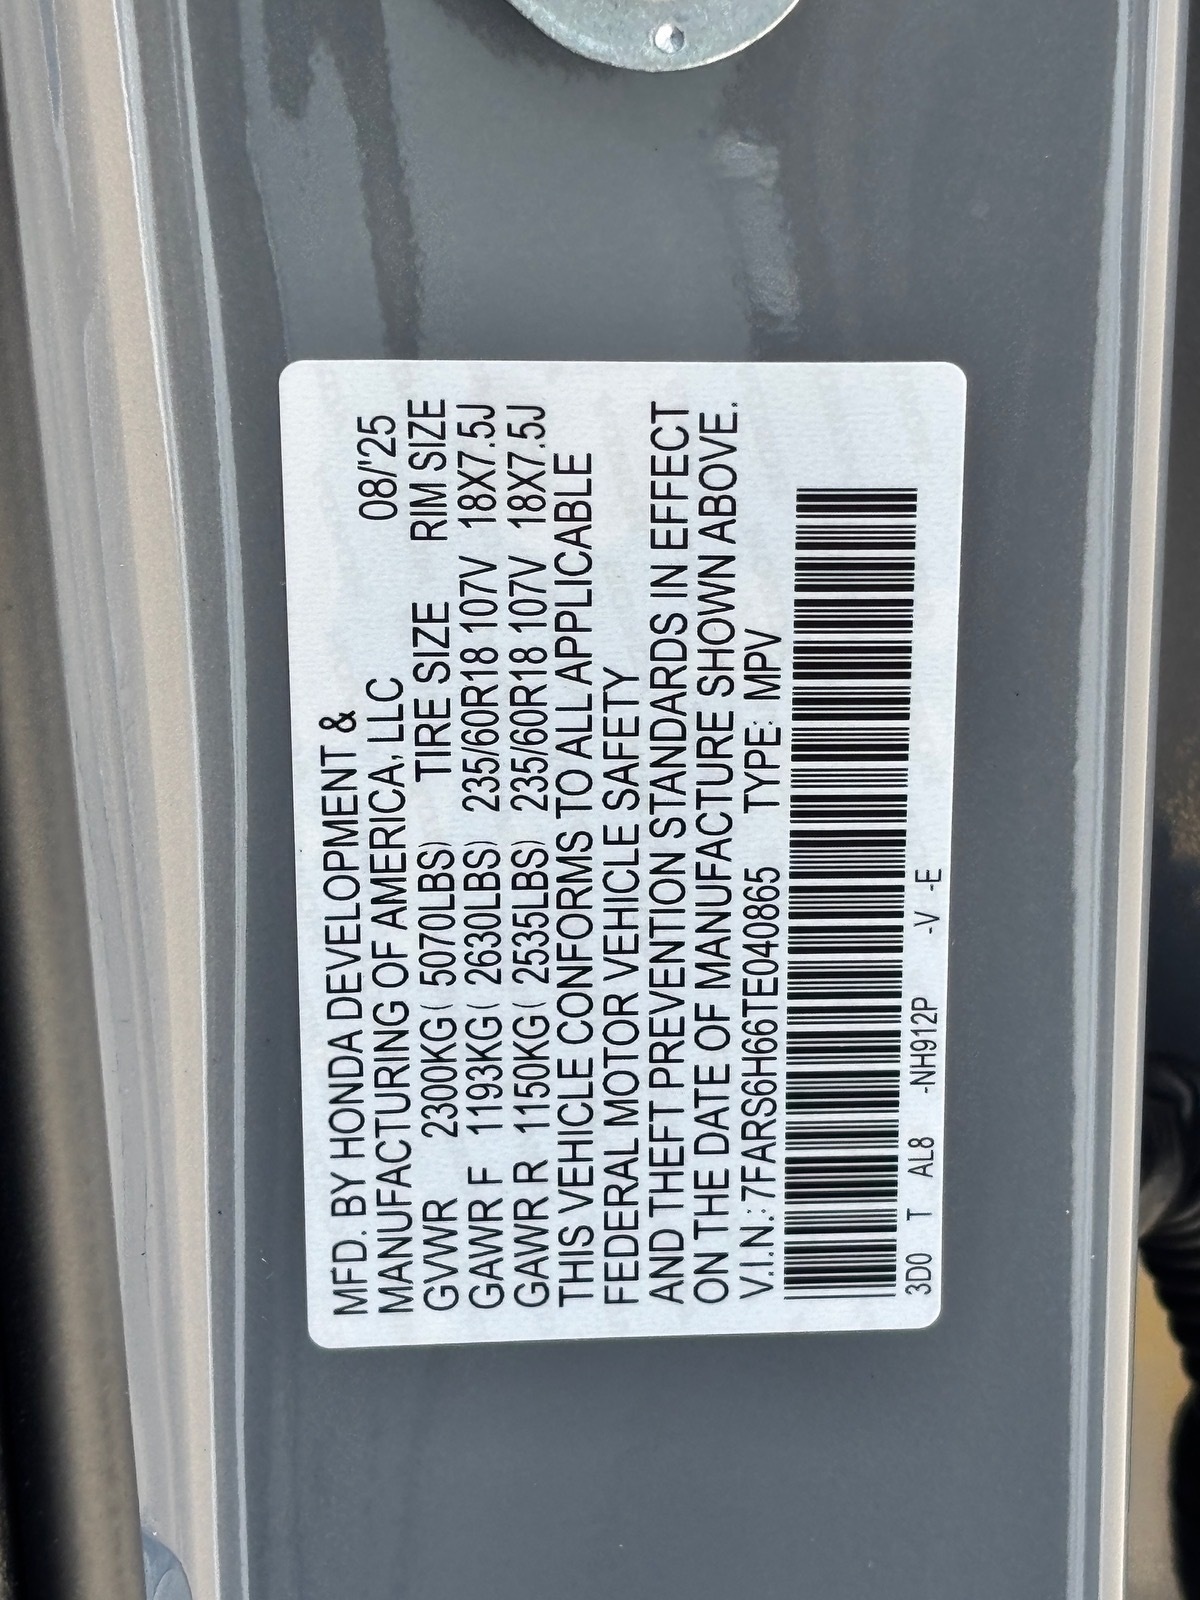 MFD. BY HONDA DEVELOPMENT &
MANUFACTURING OF AMERICA, LLC 08/'25
GVWR 2300KG( 5070LBS) TIRE SIZE RIM SIZE
GAWR F 1193KG( 2630LBS) 235/60R18 107V 18X7.5J
GAWR R 1150KG( 2535LBS) 235/60R18 107V 18X7.5J
THIS VEHICLE CONFORMS TO ALL APPLICABLE
FEDERAL MOTOR VEHICLE SAFETY
AND THEFT PREVENTION STANDARDS IN EFFECT
ON THE DATE OF MANUFACTURE SHOWN ABOVE.
V.I.N.: 7FARS6H66TE040865 TYPE: MPV
3D0 T AL8 -NH912P -V -E